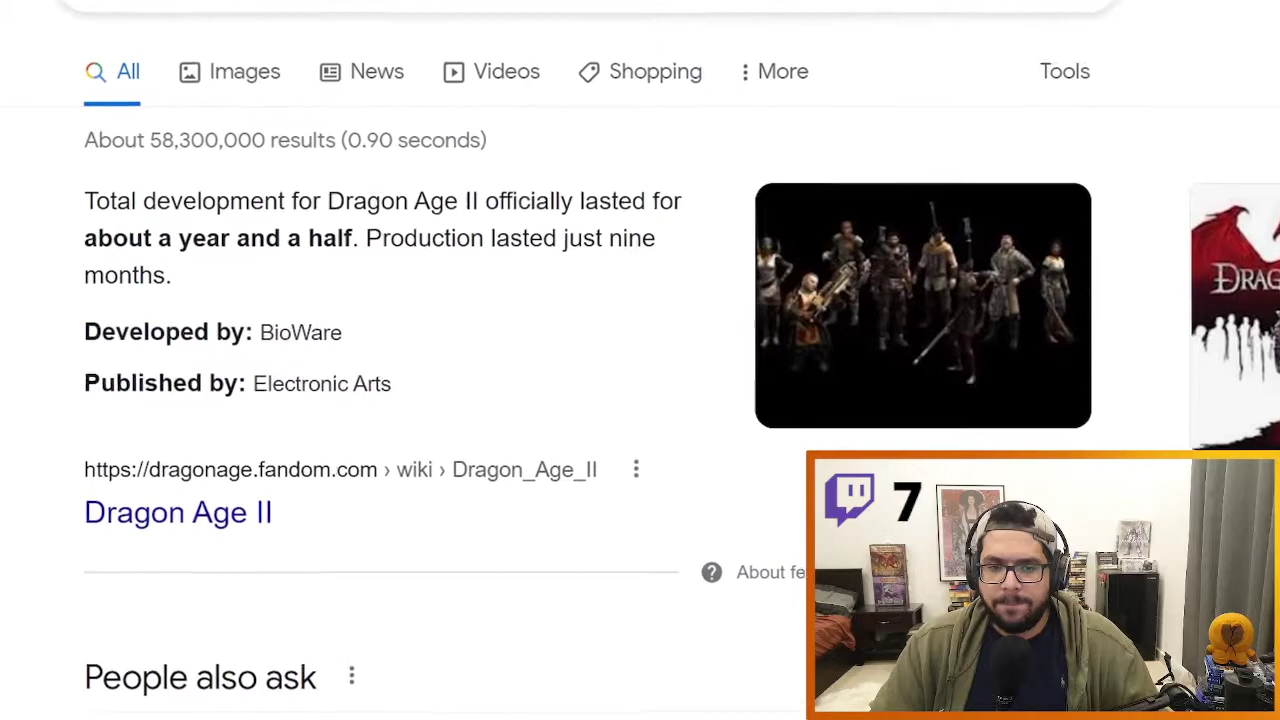 All
Images
News
Videos
Shopping
More
Tools
About 58,300,000 results (0.90 seconds)
Total development for Dragon Age II officially lasted for
about a year and a half. Production lasted just nine
months.
Developed by: BioWare
Published by: Electronic Arts
https://dragonage.fandom.com › wiki › Dragon_Age_II
Dragon Age II
DRAG
7
About fe
People also ask